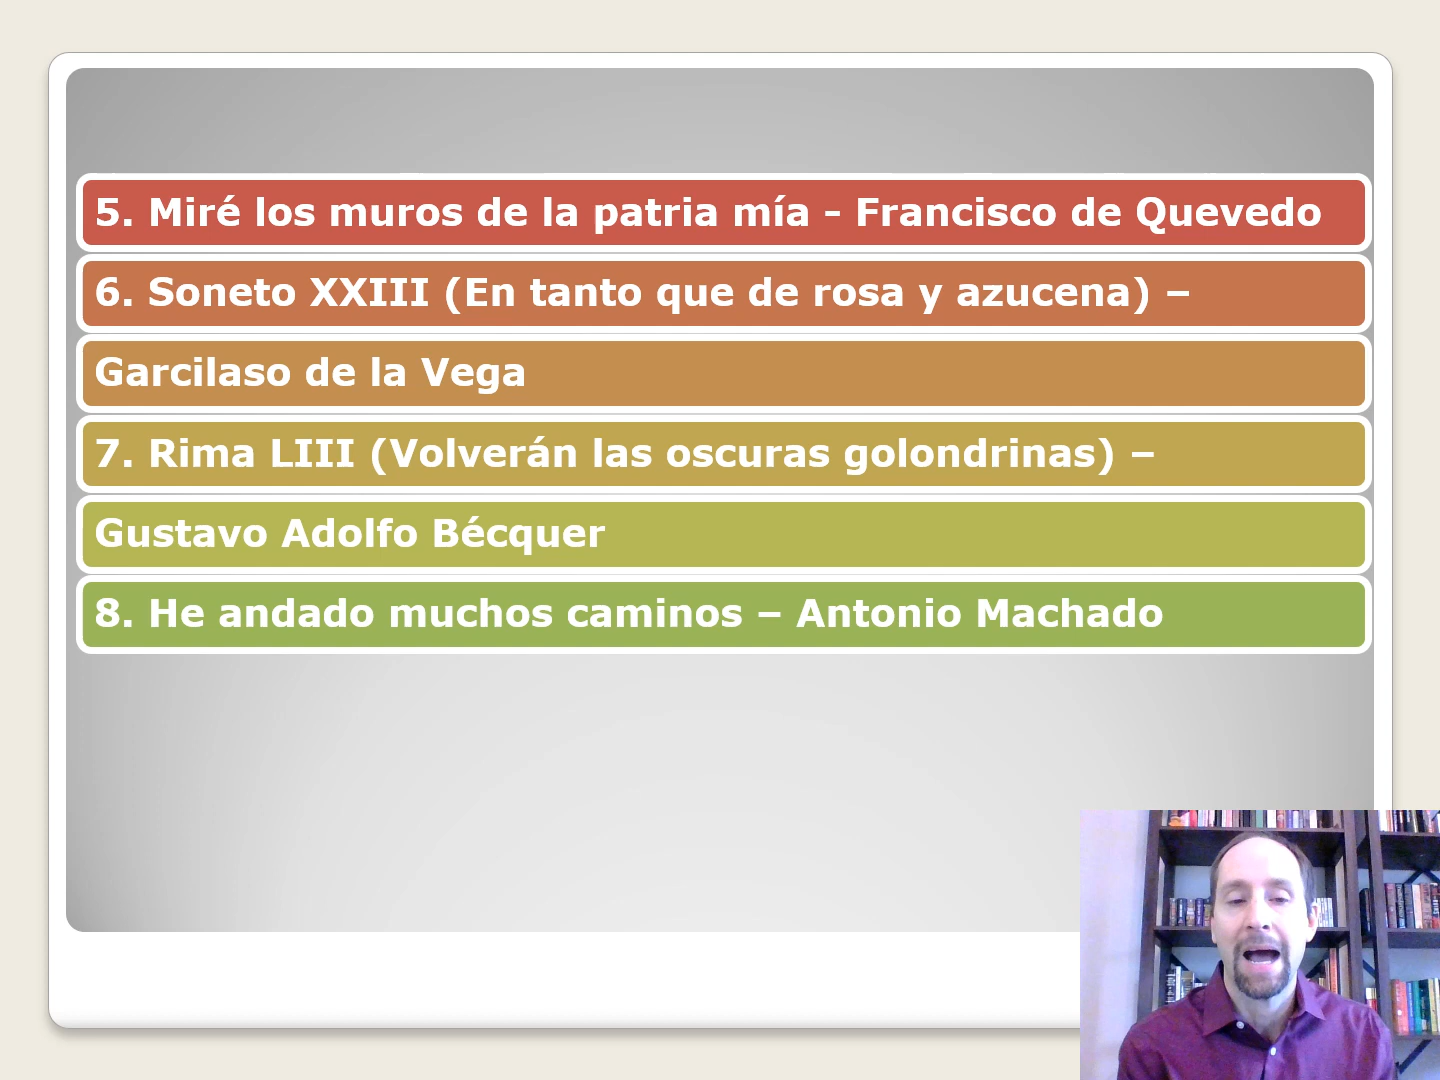 5. Miré los muros de la patria mía - Francisco de Quevedo
6. Soneto XXIII (En tanto que de rosa y azucena) –
Garcilaso de la Vega
7. Rima LIII (Volverán las oscuras golondrinas) –
Gustavo Adolfo Bécquer
8. He andado muchos caminos – Antonio Machado